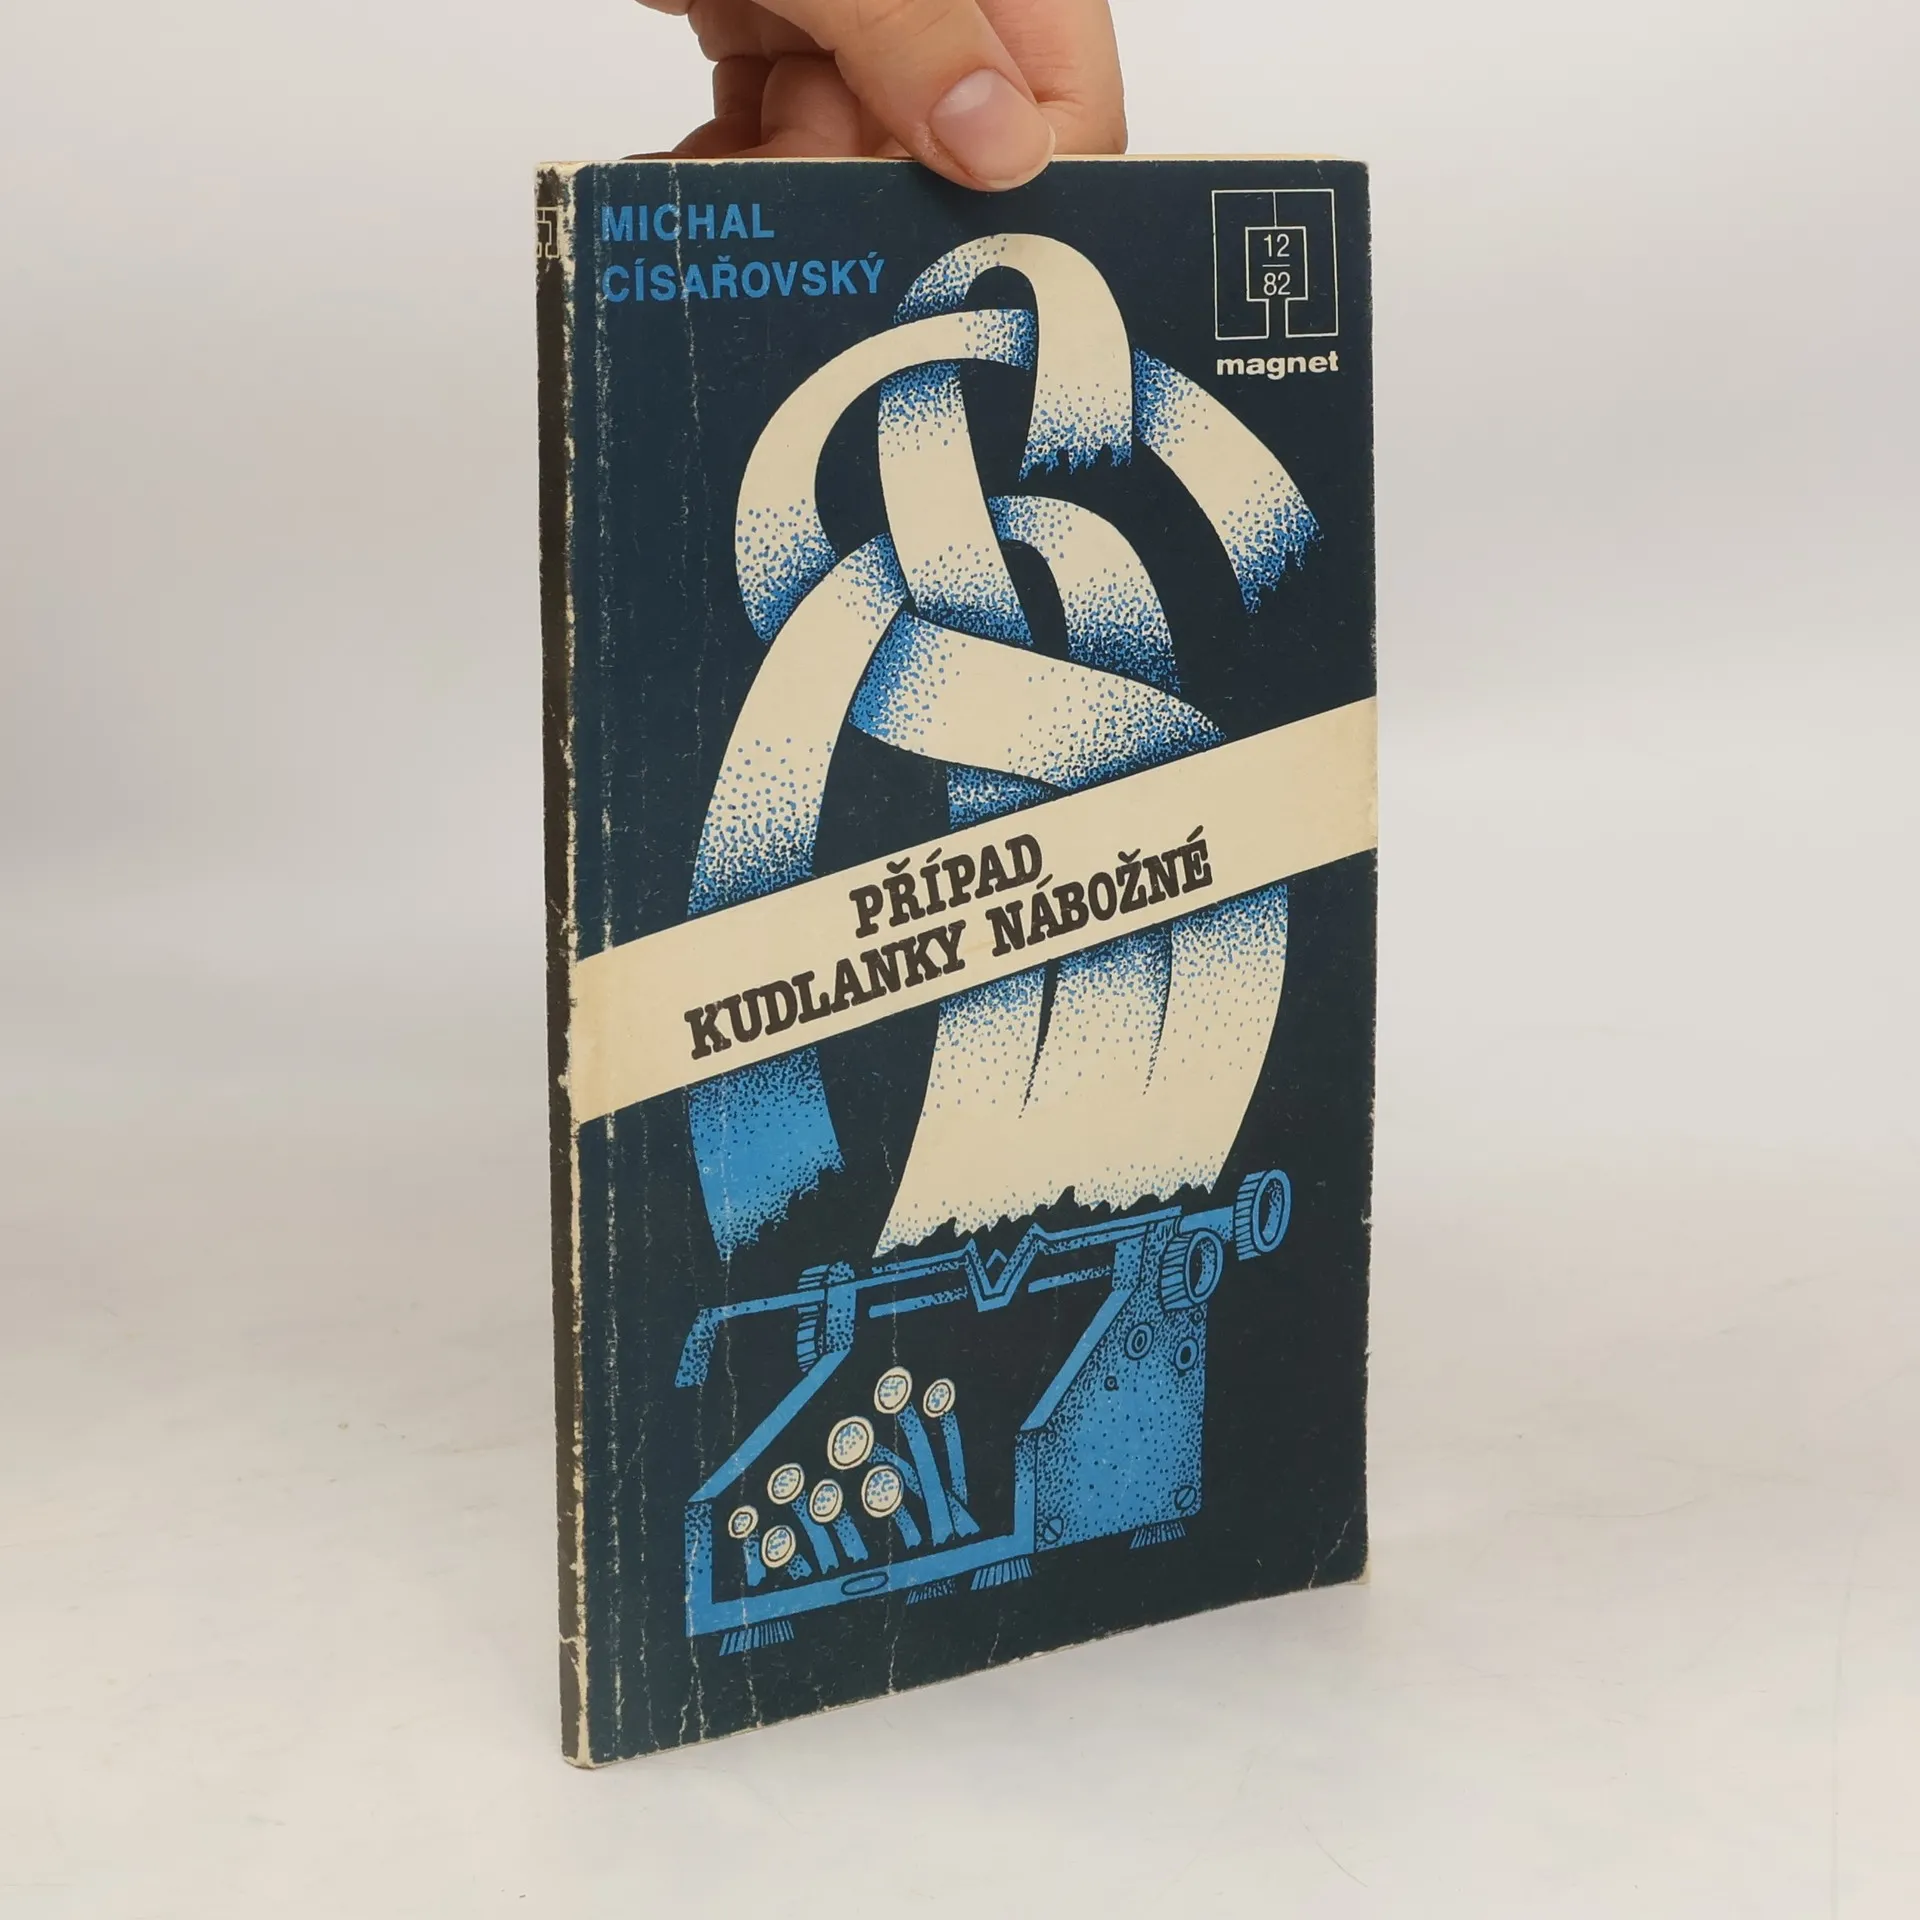 MICHAL
CÍSAŘOVSKÝ
12
82
magnet
PŘÍPAD
KUDLANKY NÁBOŽNÉ